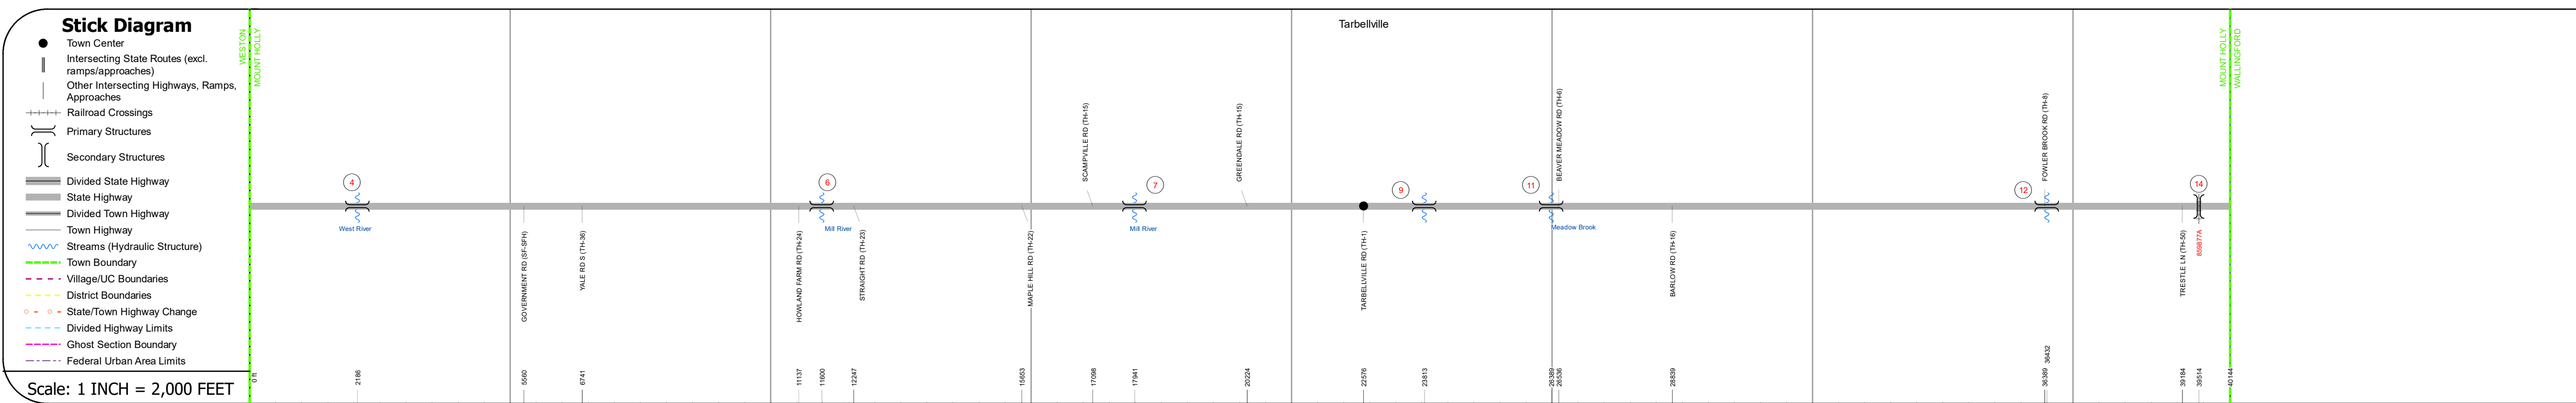 Stick Diagram
Town Center
Intersecting State Routes (excl.
ramps/approaches)
Other Intersecting Highways, Ramps,
Approaches
Railroad Crossings
Primary Structures
Secondary Structures
Divided State Highway
State Highway
Divided Town Highway
Town Highway
Streams (Hydraulic Structure)
Town Boundary
Village/UC Boundaries
District Boundaries
State/Town Highway Change
Divided Highway Limits
Ghost Section Boundary
Federal Urban Area Limits
Scale: 1 INCH = 2,000 FEET
WESTON
MOUNT HOLLY
Tarbellville
MOUNT HOLLY
WALLINGFORD
SCAMPVILLE RD (TH-15)
GREENDALE RD (TH-15)
BEAVER MEADOW RD (TH-6)
FOWLER BROOK RD (TH-8)
4
6
7
9
11
12
14
West River
Mill River
Mill River
Meadow Brook
GOVERNMENT RD (SF-SFH)
YALE RD S (TH-36)
HOWLAND FARM RD (TH-24)
STRAIGHT RD (TH-23)
MAPLE HILL RD (TH-22)
TARBELLVILLE RD (TH-1)
BARLOW RD (TH-16)
TRESTLE LN (TH-50)
859877A
0 ft
2186
5560
6741
11137
11600
12247
15653
17098
17941
20224
22576
23813
26389
26536
28839
36389
36432
39184
39514
40144